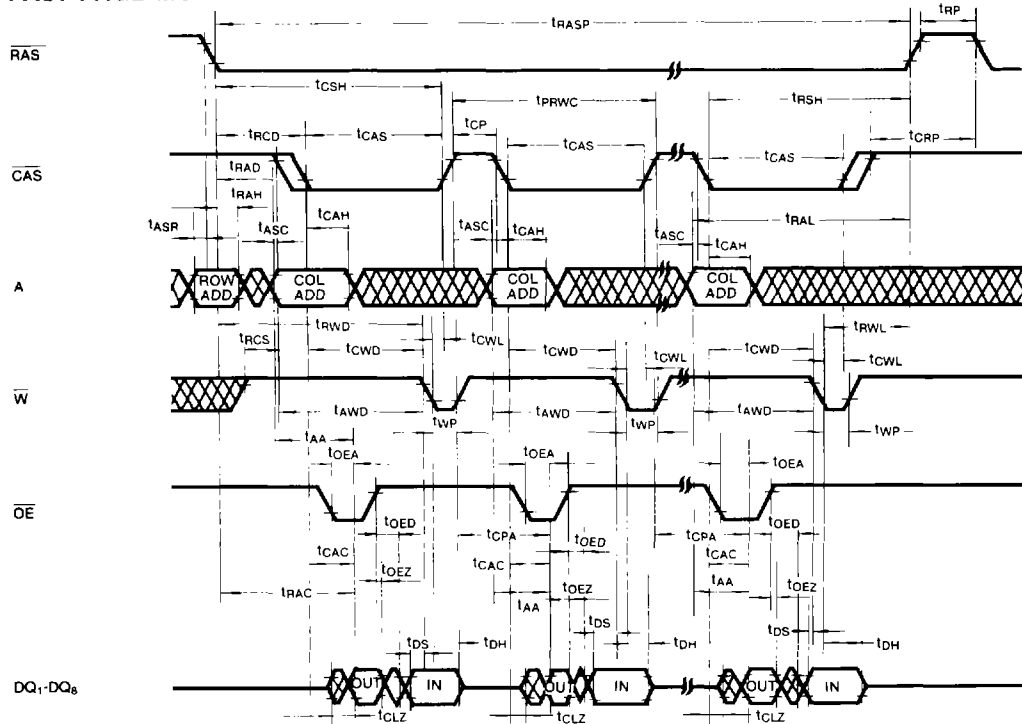 tRASP tRP
RAS
tCSH tPRWC tRSH
tRCD tCAS tCP tCAS tCAS tCRP
CAS
tRAD
tRAH
tASR tASC tCAH tASC tCAH tASC tCAH tRAL
A ROW ADD COL ADD COL ADD COL ADD
tRWD tRWL
tRCS tCWD tCWL tCWD tCWL tCWD tCWL
W
tAWD tWP tAWD tWP tAWD tWP
tAA
tOEA tOEA tOEA
OE
tOED tOED tOED
tCAC tCPA tCAC tCPA tCAC
tOEZ tOEZ tOEZ
tRAC tAA tAA
tDS tDH tDS tDH tDS tDH
DQ1-DQ8 OUT IN OUT IN OUT IN
tCLZ tCLZ tCLZ